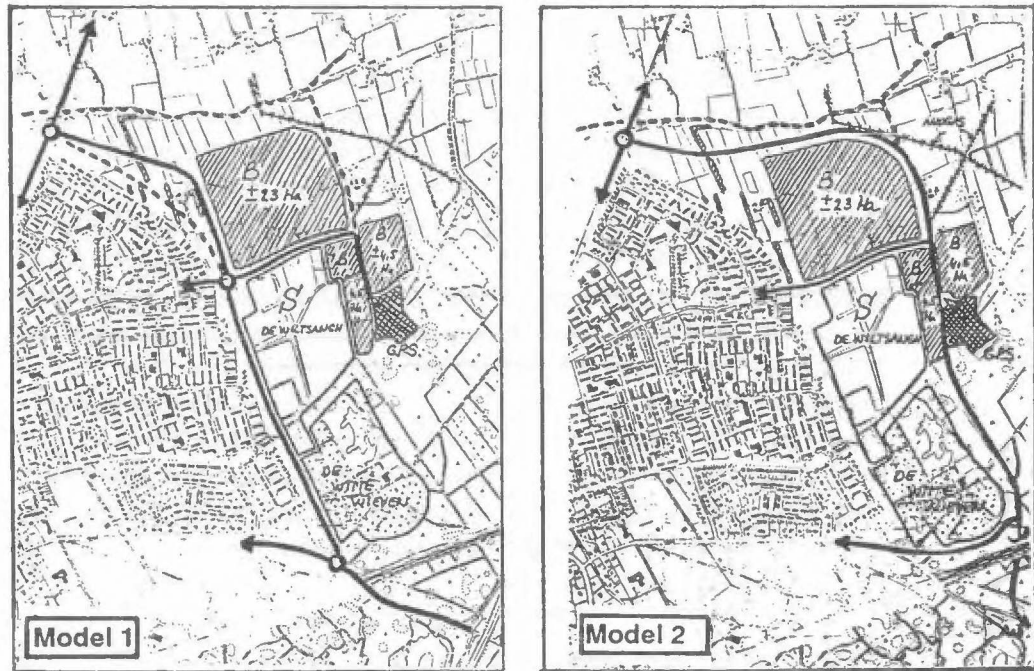 B
±23 Ha
B
±4,5
Ha
B
S
DE WILTSANGH
GPS
DE
WITTE
WIEVEN
Model 1
B
±23 Ha
B
4,5
Ha
B
Ha
S
DE WILTSANGH
GPS
DE
WITTE
WIEVEN
Model 2